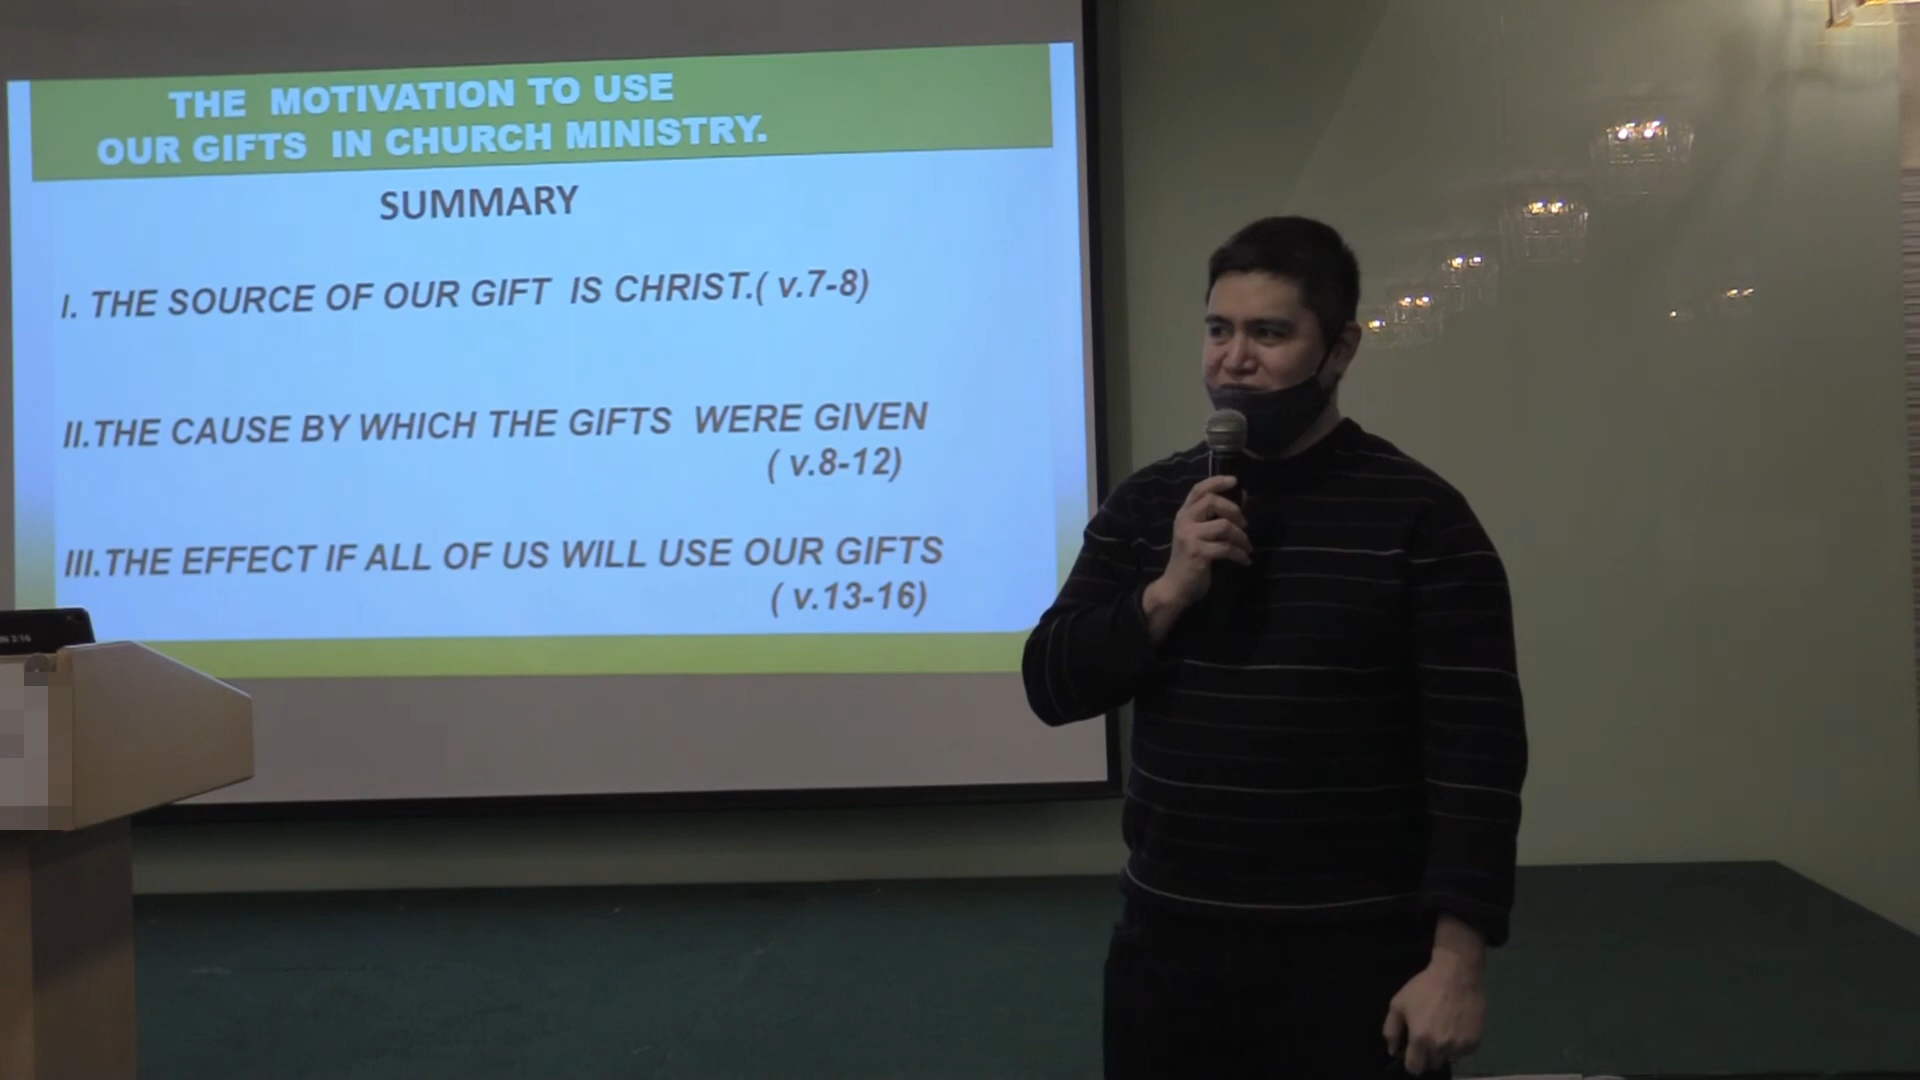 THE MOTIVATION TO USE
OUR GIFTS IN CHURCH MINISTRY.
SUMMARY
I. THE SOURCE OF OUR GIFT IS CHRIST.( v.7-8)
II.THE CAUSE BY WHICH THE GIFTS WERE GIVEN
( v.8-12)
III.THE EFFECT IF ALL OF US WILL USE OUR GIFTS
( v.13-16)